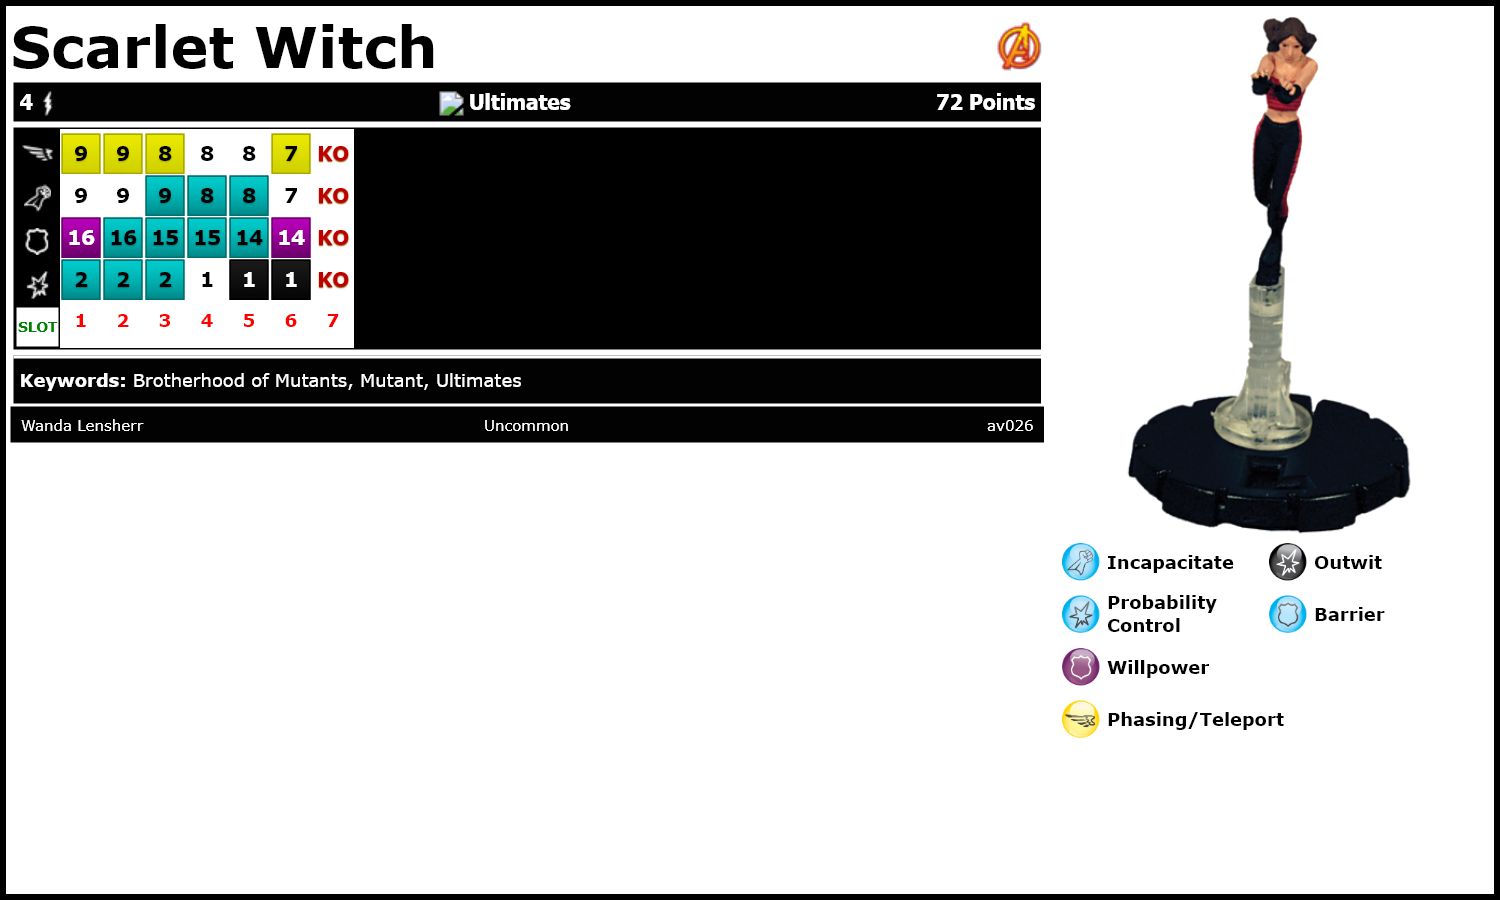 Scarlet Witch
4 Ultimates 72 Points
9 9 8 8 8 7 KO
9 9 9 8 8 7 KO
16 16 15 15 14 14 KO
2 2 2 1 1 1 KO
SLOT 1 2 3 4 5 6 7
Keywords: Brotherhood of Mutants, Mutant, Ultimates
Wanda Lensherr Uncommon av026
Incapacitate Outwit
Probability
Control Barrier
Willpower
Phasing/Teleport